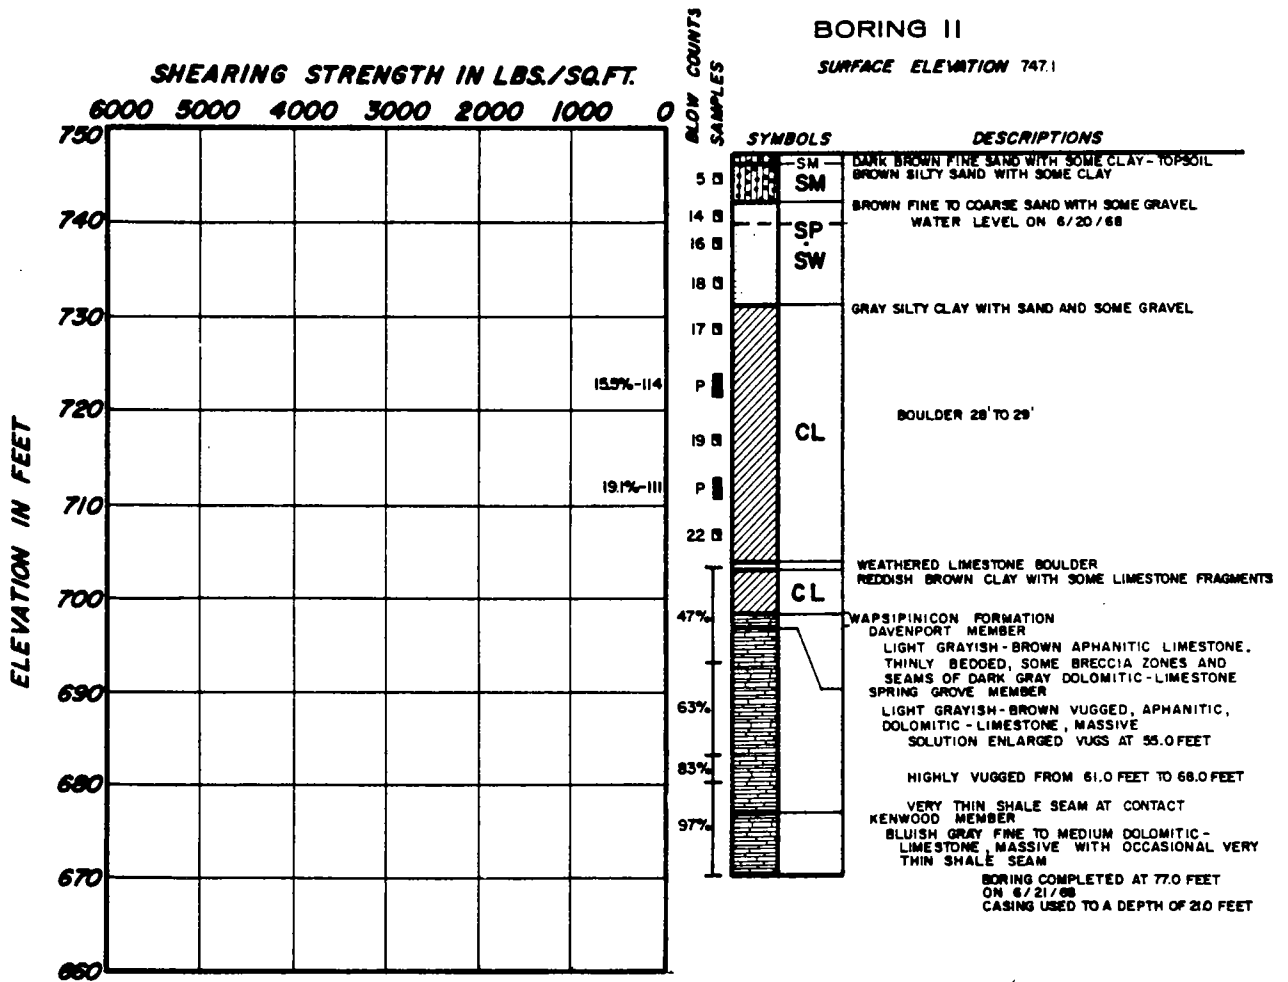 BORING 11
SURFACE ELEVATION 747.1
SHEARING STRENGTH IN LBS./SQ.FT.
6000 5000 4000 3000 2000 1000 0
BLOW COUNTS
SAMPLES
SYMBOLS
DESCRIPTIONS
ELEVATION IN FEET
750
740
730
720
710
700
690
680
670
660
15.9%-114
19.1%-111
5
14
16
18
17
P
19
P
22
47%
63%
83%
97%
SM
SM
SP
SW
CL
CL
DARK BROWN FINE SAND WITH SOME CLAY-TOPSOIL
BROWN SILTY SAND WITH SOME CLAY
BROWN FINE TO COARSE SAND WITH SOME GRAVEL
WATER LEVEL ON 6/20/68
GRAY SILTY CLAY WITH SAND AND SOME GRAVEL
BOULDER 28' TO 29'
WEATHERED LIMESTONE BOULDER
REDDISH BROWN CLAY WITH SOME LIMESTONE FRAGMENTS
WAPSIPINICON FORMATION
DAVENPORT MEMBER
LIGHT GRAYISH-BROWN APHANITIC LIMESTONE.
THINLY BEDDED, SOME BRECCIA ZONES AND
SEAMS OF DARK GRAY DOLOMITIC-LIMESTONE
SPRING GROVE MEMBER
LIGHT GRAYISH-BROWN VUGGED, APHANITIC,
DOLOMITIC-LIMESTONE, MASSIVE
SOLUTION ENLARGED VUGS AT 55.0 FEET
HIGHLY VUGGED FROM 61.0 FEET TO 68.0 FEET
VERY THIN SHALE SEAM AT CONTACT
KENWOOD MEMBER
BLUISH GRAY FINE TO MEDIUM DOLOMITIC-
LIMESTONE, MASSIVE WITH OCCASIONAL VERY
THIN SHALE SEAM
BORING COMPLETED AT 77.0 FEET
ON 6/21/68
CASING USED TO A DEPTH OF 21.0 FEET